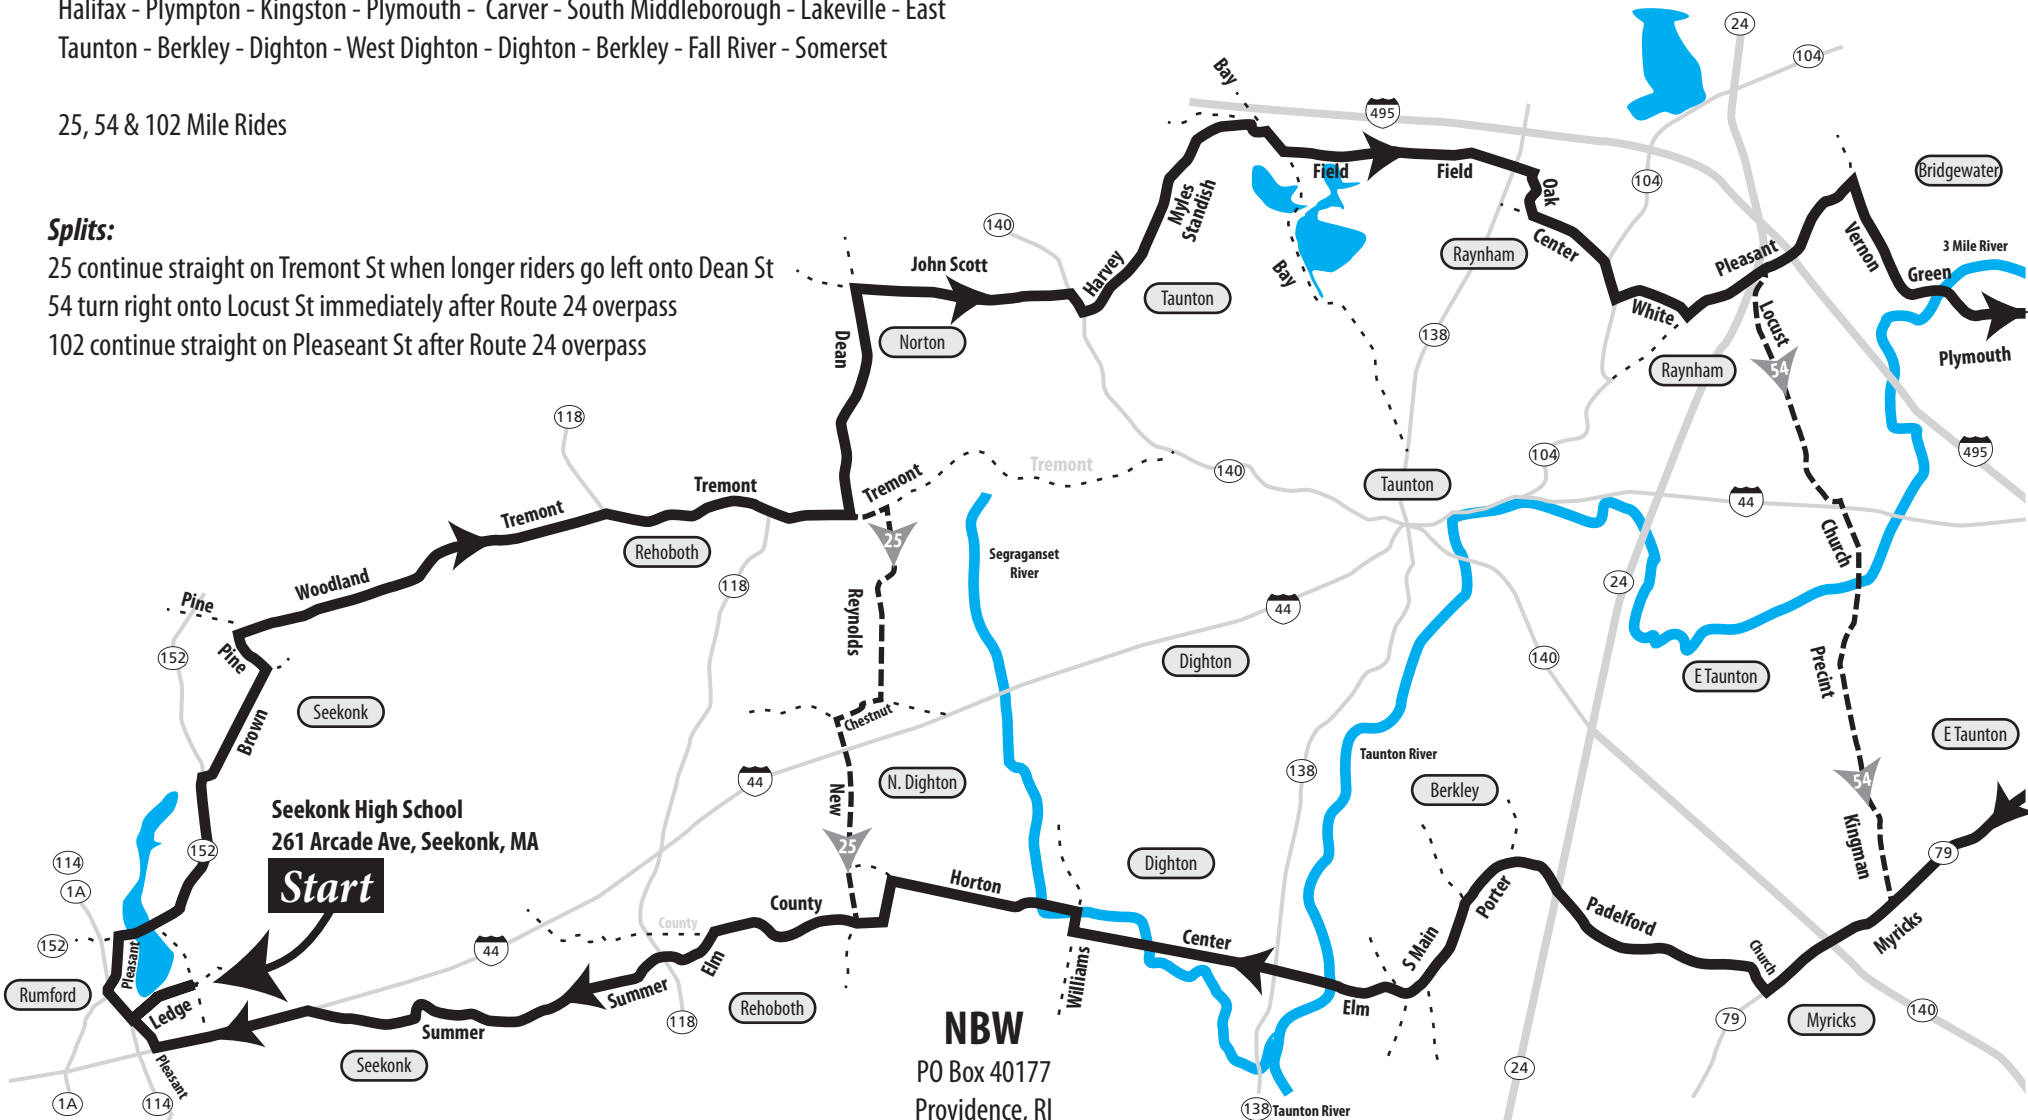 Halifax - Plympton - Kingston - Plymouth - Carver - South Middleborough - Lakeville - East
Taunton - Berkley - Dighton - West Dighton - Dighton - Berkley - Fall River - Somerset
25, 54 & 102 Mile Rides
Splits:
25 continue straight on Tremont St when longer riders go left onto Dean St
54 turn right onto Locust St immediately after Route 24 overpass
102 continue straight on Pleaseant St after Route 24 overpass
24
104
Bay
495
Bridgewater
Field
Field
Oak
104
Myles
Standish
140
John Scott
Harvey
Taunton
Bay
Raynham
Center
Pleasant
Vernon
3 Mile River
Green
White
Locust
Plymouth
Norton
Dean
138
Raynham
54
118
Tremont
Tremont
Tremont
Tremont
140
Taunton
104
495
44
Rehoboth
25
Segraganset
River
Church
Woodland
118
Reynolds
44
24
Pine
Pine
152
Brown
Seekonk
Dighton
140
E Taunton
Precint
Chestnut
E Taunton
Taunton River
138
44
New
N. Dighton
Berkley
54
Seekonk High School
261 Arcade Ave, Seekonk, MA
Start
152
114
1A
25
Dighton
Kingman
79
Horton
County
County
Porter
Padelford
152
Pleasant
44
Elm
Center
S Main
Church
Myricks
Rumford
Ledge
Summer
Summer
Williams
Elm
Rehoboth
118
79
Myricks
140
Seekonk
Pleasant
24
1A
114
138
Taunton River
NBW
PO Box 40177
Providence, RI